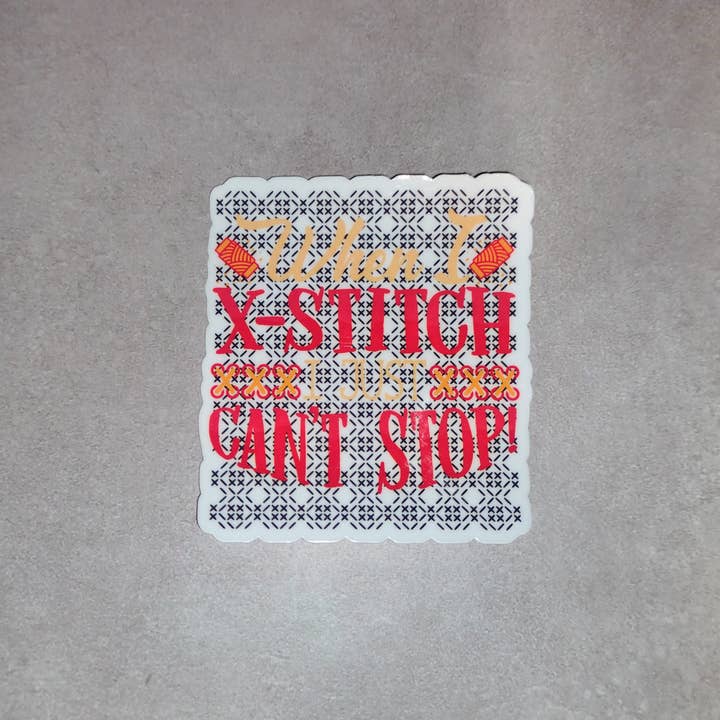 When I
X-STITCH
I JUST
CAN'T STOP!